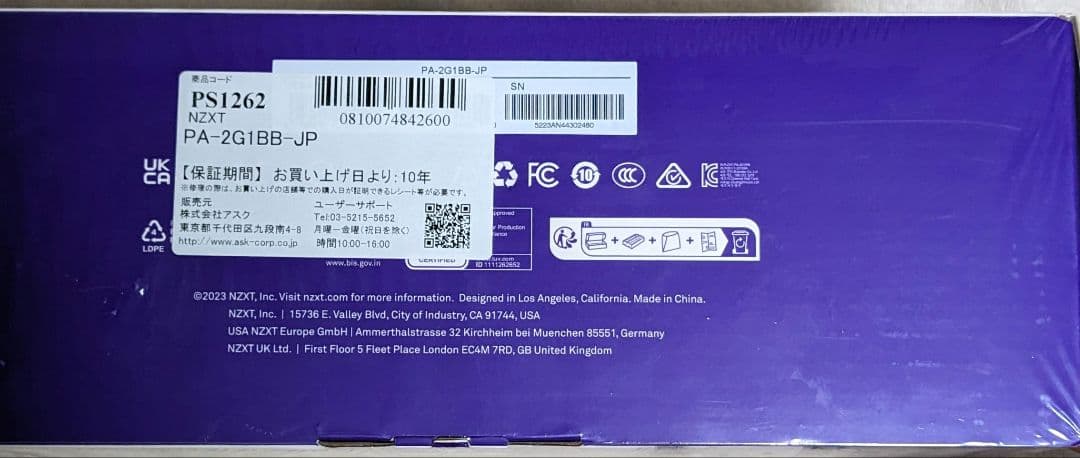 PA-2G1BB-JP
SN
5223AN44302480
商品コード
PS1262
NZXT
PA-2G1BB-JP
0810074842600
【保証期間】 お買い上げ日より:10年
※修理の際は、お買い上げの店舗等での購入日が証明できるレシート等が必要です。
販売元
株式会社アスク
東京都千代田区九段南4-8
http://www.ask-corp.co.jp
ユーザーサポート
Tel:03-5215-5652
月曜－金曜(祝日を除く)
時間10:00-16:00
UK
CA
FC
10
CCC
LDPE
www.bis.gov.in
CERTIFIED
Approved
r Production
ID 1111262652
FR
©2023 NZXT, Inc. Visit nzxt.com for more information. Designed in Los Angeles, California. Made in China.
NZXT, Inc. | 15736 E. Valley Blvd, City of Industry, CA 91744, USA
USA NZXT Europe GmbH | Ammerthalstrasse 32 Kirchheim bei Muenchen 85551, Germany
NZXT UK Ltd. | First Floor 5 Fleet Place London EC4M 7RD, GB United Kingdom